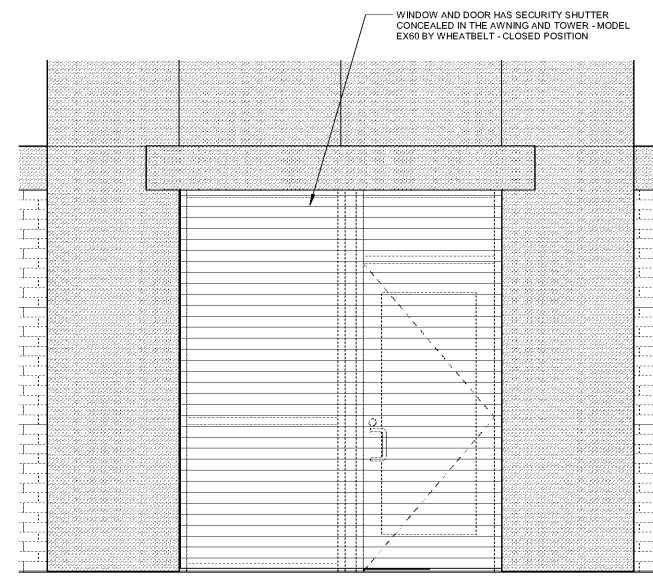 WINDOW AND DOOR HAS SECURITY SHUTTER
CONCEALED IN THE AWNING AND TOWER - MODEL
EX60 BY WHEATBELT - CLOSED POSITION